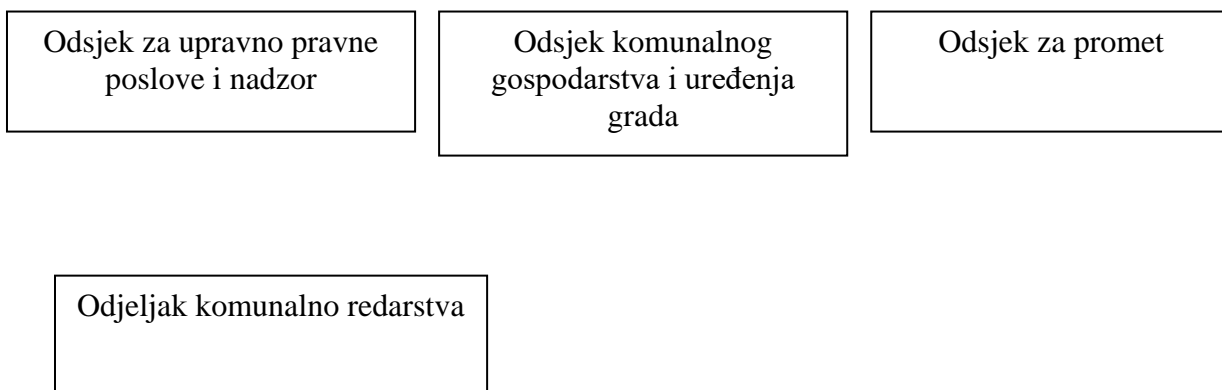 Odsjek za upravno pravne
poslove i nadzor
Odsjek komunalnog
gospodarstva i uređenja
grada
Odsjek za promet
Odjeljak komunalno redarstva